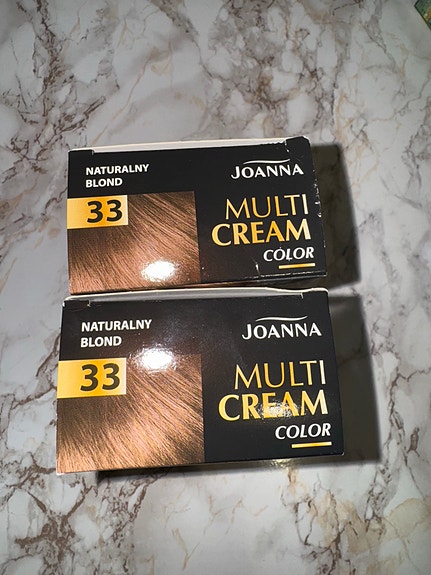 NATURALNY
BLOND
33
JOANNA
MULTI
CREAM
COLOR
NATURALNY
BLOND
33
JOANNA
MULTI
CREAM
COLOR